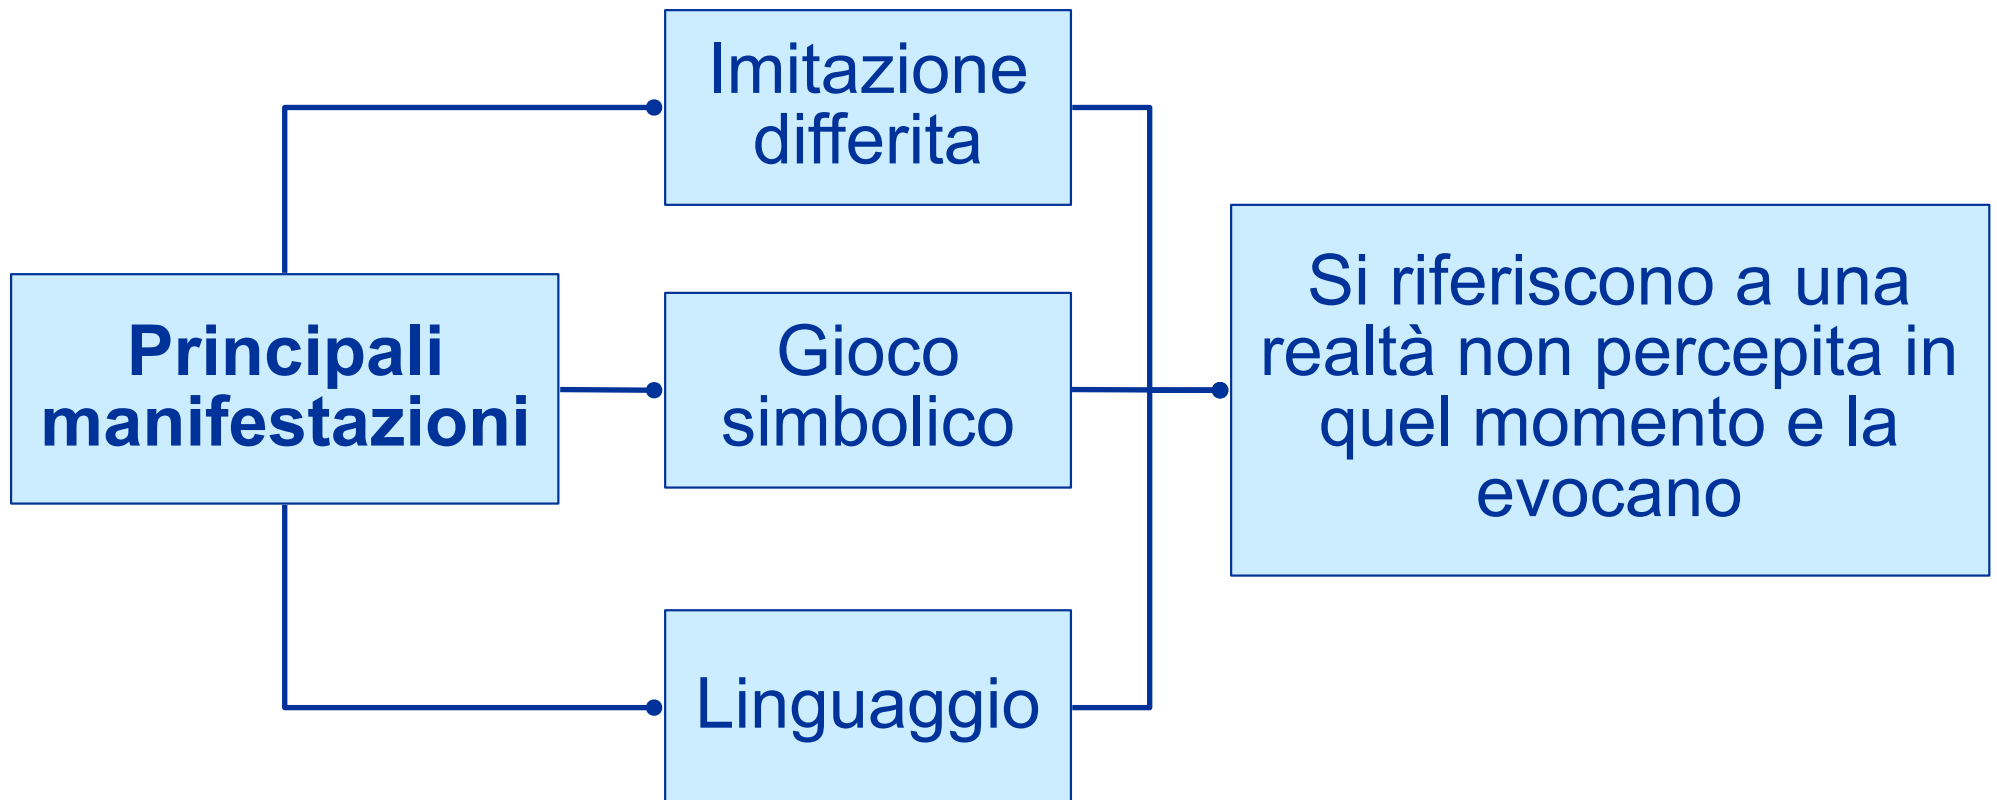 Imitazione
differita
Principali
manifestazioni
Gioco
simbolico
Linguaggio
Si riferiscono a una
realtà non percepita in
quel momento e la
evocano